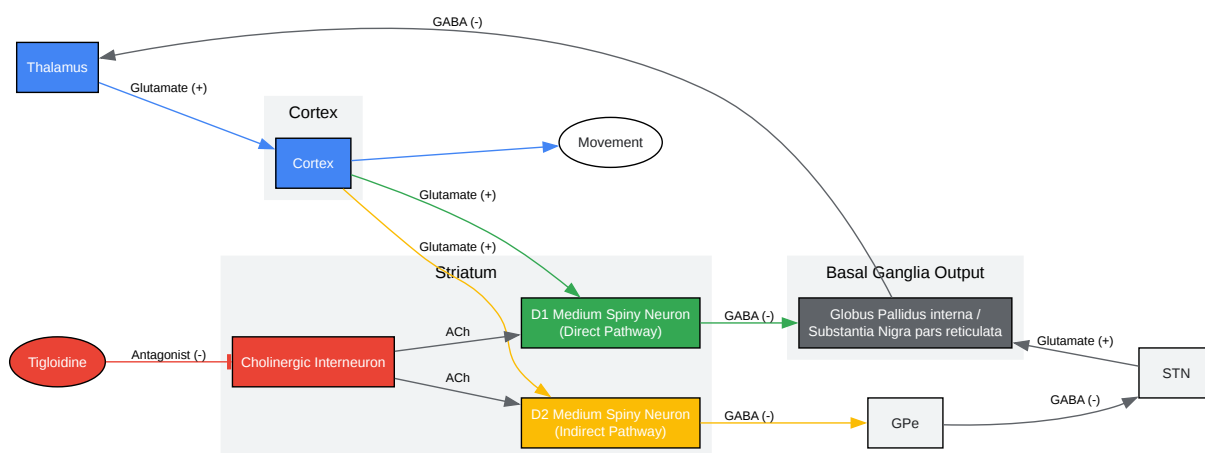 GABA (-)
Thalamus
Glutamate (+)
Cortex
Cortex
Movement
Glutamate (+)
Glutamate (+)
Striatum
Basal Ganglia Output
D1 Medium Spiny Neuron
(Direct Pathway)
GABA (-)
Globus Pallidus interna /
Substantia Nigra pars reticulata
ACh
Glutamate (+)
Tigloidine
Antagonist (-)
Cholinergic Interneuron
STN
ACh
GABA (-)
D2 Medium Spiny Neuron
(Indirect Pathway)
GABA (-)
GPe